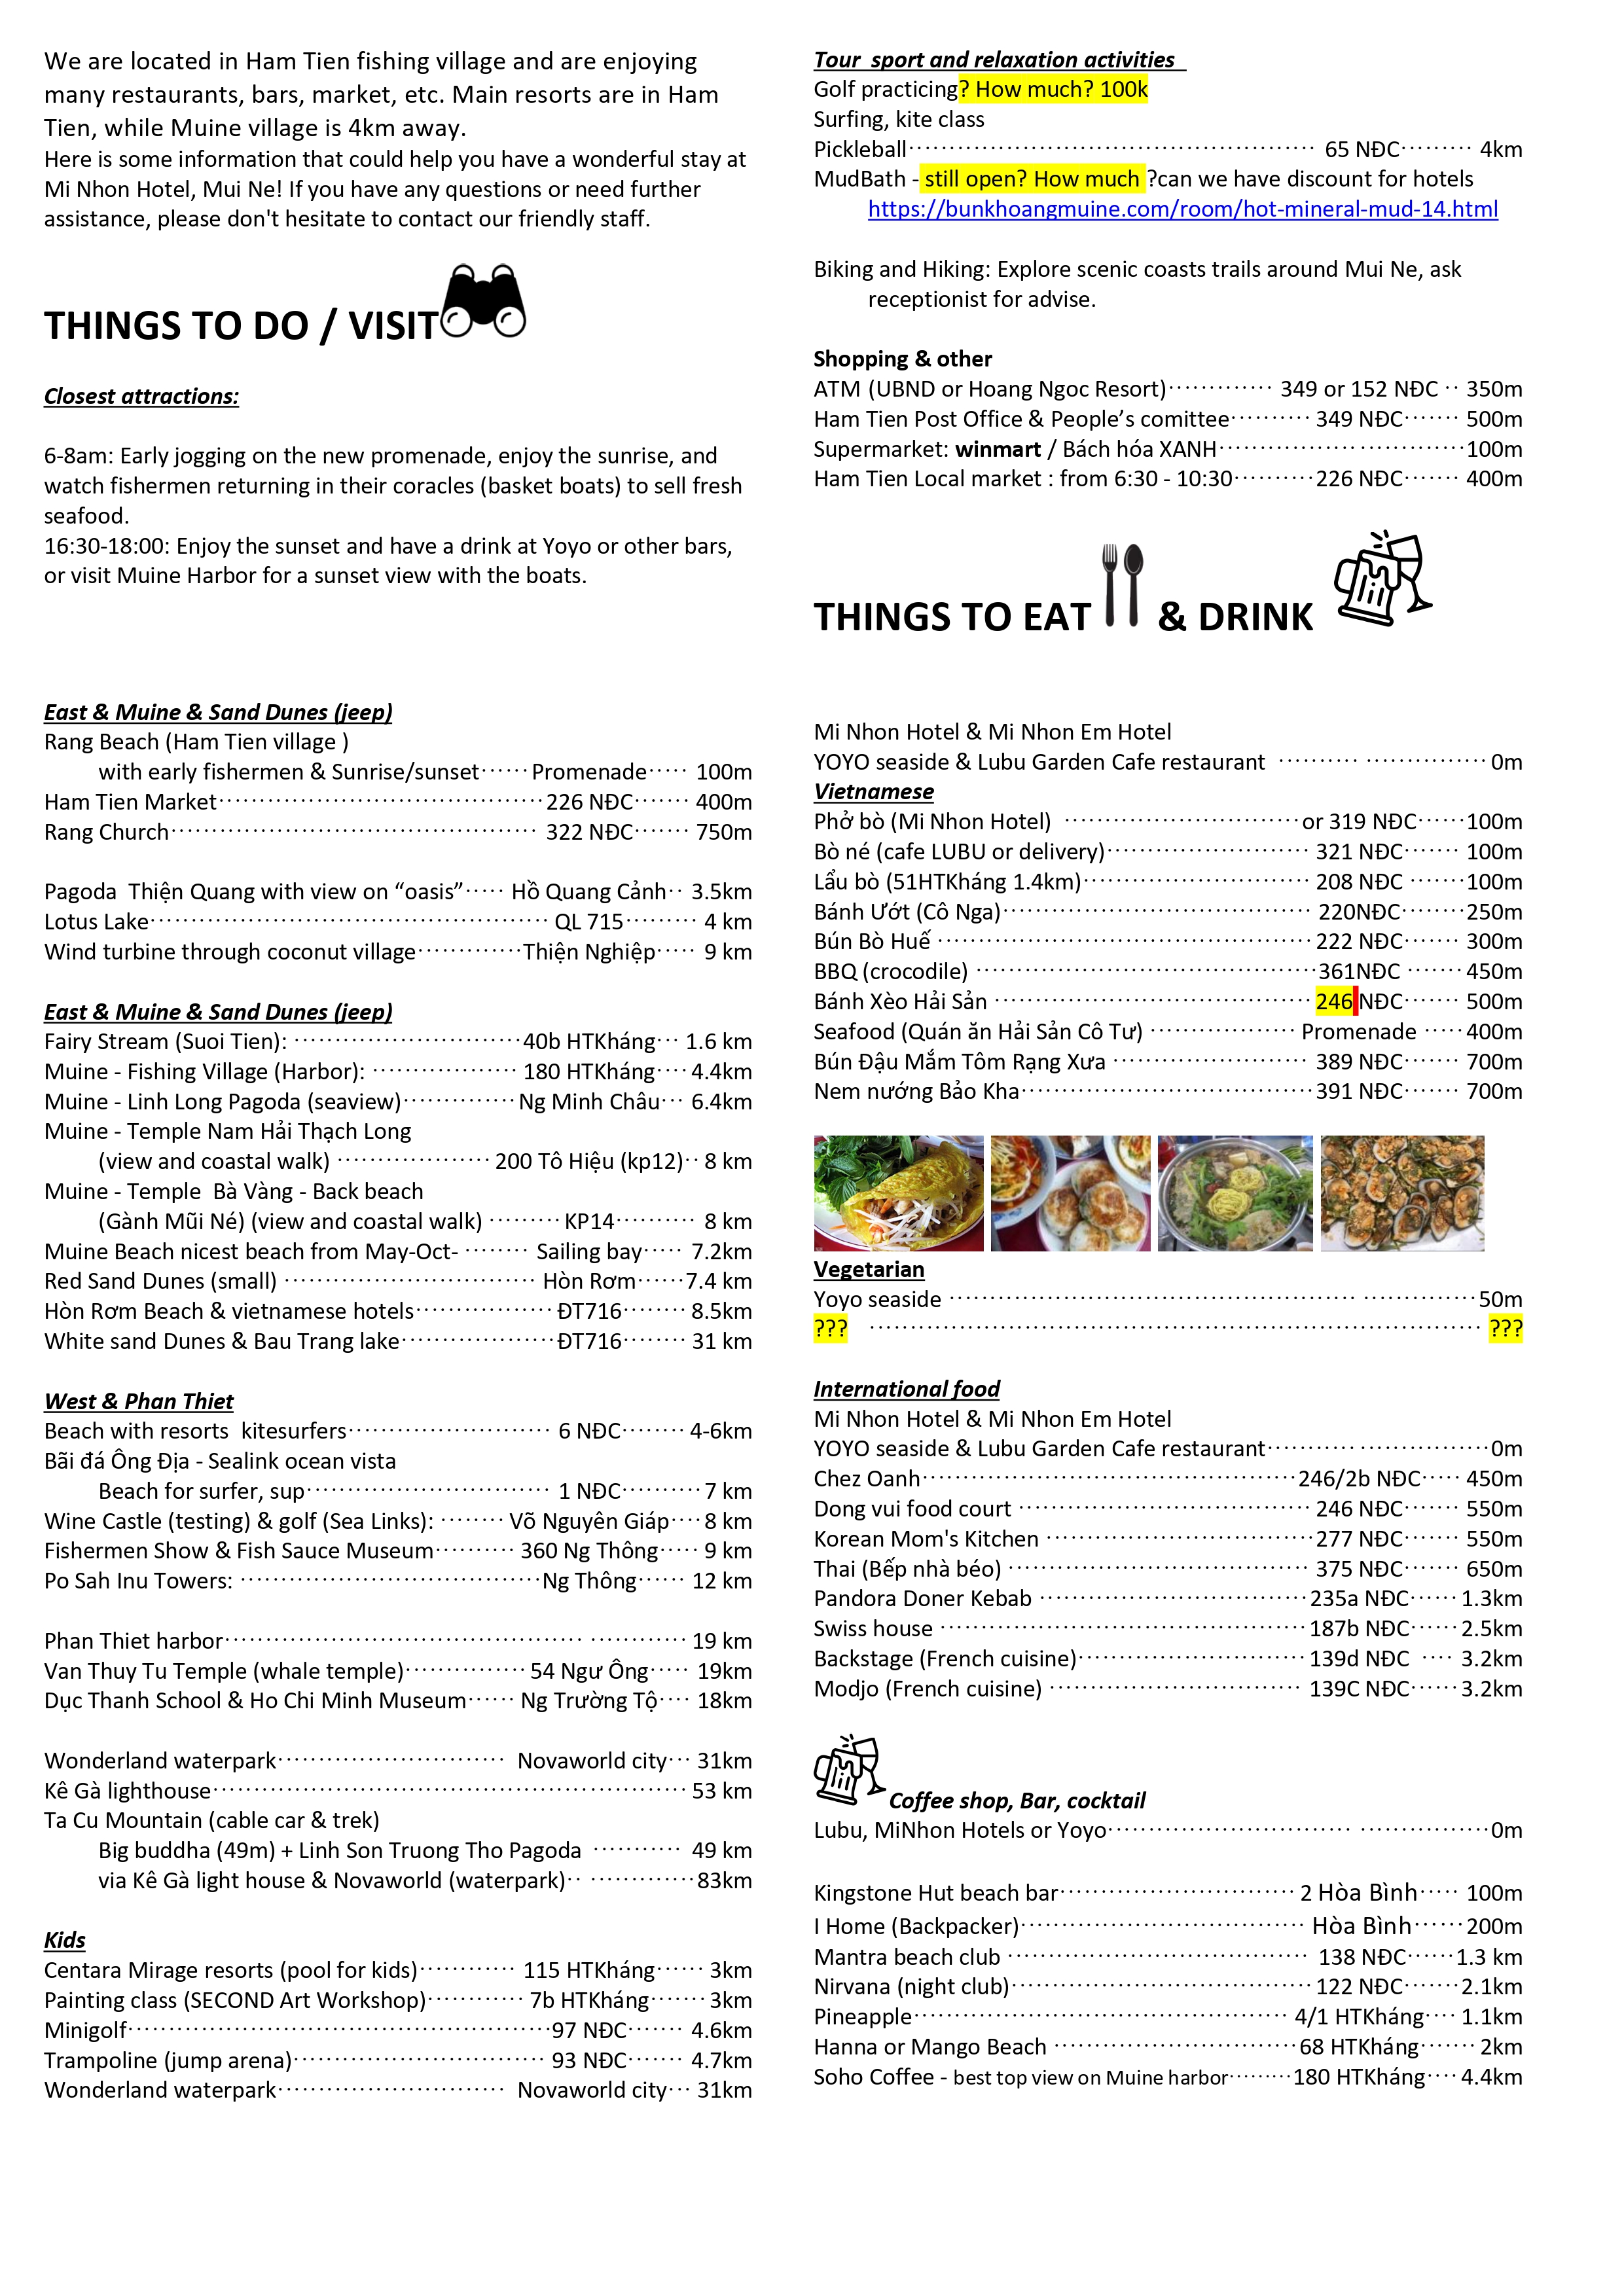 We are located in Ham Tien fishing village and are enjoying
many restaurants, bars, market, etc. Main resorts are in Ham
Tien, while Muine village is 4km away.
Here is some information that could help you have a wonderful stay at
Mi Nhon Hotel, Mui Ne! If you have any questions or need further
assistance, please don't hesitate to contact our friendly staff.
THINGS TO DO / VISIT
Closest attractions:
6-8am: Early jogging on the new promenade, enjoy the sunrise, and
watch fishermen returning in their coracles (basket boats) to sell fresh
seafood.
16:30-18:00: Enjoy the sunset and have a drink at Yoyo or other bars,
or visit Muine Harbor for a sunset view with the boats.
East & Muine & Sand Dunes (jeep)
Rang Beach (Ham Tien village )
with early fishermen & Sunrise/sunset······Promenade····· 100m
Ham Tien Market········································226 NĐC······· 400m
Rang Church············································· 322 NĐC······· 750m
Pagoda  Thiện Quang with view on “oasis”····· Hồ Quang Cảnh·· 3.5km
Lotus Lake················································· QL 715········· 4 km
Wind turbine through coconut village·············Thiện Nghiệp····· 9 km
East & Muine & Sand Dunes (jeep)
Fairy Stream (Suoi Tien): ····························40b HTKháng··· 1.6 km
Muine - Fishing Village (Harbor): ·················· 180 HTKháng····4.4km
Muine - Linh Long Pagoda (seaview)··············Ng Minh Châu··· 6.4km
Muine - Temple Nam Hải Thạch Long
(view and coastal walk) ··················· 200 Tô Hiệu (kp12)·· 8 km
Muine - Temple  Bà Vàng - Back beach
(Gành Mũi Né) (view and coastal walk) ·········KP14·········· 8 km
Muine Beach nicest beach from May-Oct- ········ Sailing bay····· 7.2km
Red Sand Dunes (small) ······························· Hòn Rơm······7.4 km
Hòn Rơm Beach & vietnamese hotels·················ĐT716········ 8.5km
White sand Dunes & Bau Trang lake···················ĐT716········ 31 km
West & Phan Thiet
Beach with resorts  kitesurfers························· 6 NĐC········ 4-6km
Bãi đá Ông Địa - Sealink ocean vista
Beach for surfer, sup······························ 1 NĐC··········7 km
Wine Castle (testing) & golf (Sea Links): ········ Võ Nguyên Giáp····8 km
Fishermen Show & Fish Sauce Museum·········· 360 Ng Thông····· 9 km
Po Sah Inu Towers: ·····································Ng Thông······ 12 km
Phan Thiet harbor············································ ············ 19 km
Van Thuy Tu Temple (whale temple)···············54 Ngư Ông····· 19km
Dục Thanh School & Ho Chi Minh Museum······ Ng Trường Tộ···· 18km
Wonderland waterpark···························· Novaworld city··· 31km
Kê Gà lighthouse·························································· 53 km
Ta Cu Mountain (cable car & trek)
Big buddha (49m) + Linh Son Truong Tho Pagoda ··········· 49 km
via Kê Gà light house & Novaworld (waterpark)·· ·············83km
Kids
Centara Mirage resorts (pool for kids)············ 115 HTKháng······ 3km
Painting class (SECOND Art Workshop)············ 7b HTKháng·······3km
Minigolf····················································97 NĐC······· 4.6km
Trampoline (jump arena)······························· 93 NĐC······· 4.7km
Wonderland waterpark···························· Novaworld city··· 31km
Tour  sport and relaxation activities
Golf practicing? How much? 100k
Surfing, kite class
Pickleball·················································· 65 NĐC········· 4km
MudBath - still open? How much ?can we have discount for hotels
https://bunkhoangmuine.com/room/hot-mineral-mud-14.html
Biking and Hiking: Explore scenic coasts trails around Mui Ne, ask
receptionist for advise.
Shopping & other
ATM (UBND or Hoang Ngoc Resort)············· 349 or 152 NĐC ·· 350m
Ham Tien Post Office & People’s comittee·········· 349 NĐC······· 500m
Supermarket: winmart / Bách hóa XANH················· ·············100m
Ham Tien Local market : from 6:30 - 10:30··········226 NĐC······· 400m
THINGS TO EAT & DRINK
Mi Nhon Hotel & Mi Nhon Em Hotel
YOYO seaside & Lubu Garden Cafe restaurant ·········· ···············0m
Vietnamese
Phở bò (Mi Nhon Hotel) ·····························or 319 NĐC······100m
Bò né (cafe LUBU or delivery)························· 321 NĐC······· 100m
Lẩu bò (51HTKháng 1.4km)···························· 208 NĐC ·······100m
Bánh Ướt (Cô Nga)······································ 220NĐC·······250m
Bún Bò Huế ··············································222 NĐC······· 300m
BBQ (crocodile) ··········································361NĐC ······· 450m
Bánh Xèo Hải Sản ······································· 246 NĐC······· 500m
Seafood (Quán ăn Hải Sản Cô Tư) ·················· Promenade ·····400m
Bún Đậu Mắm Tôm Rạng Xưa ························ 389 NĐC······· 700m
Nem nướng Bảo Kha····································391 NĐC······· 700m
Vegetarian
Yoyo seaside ·················································· ··············50m
??? ··········································································· ???
International food
Mi Nhon Hotel & Mi Nhon Em Hotel
YOYO seaside & Lubu Garden Cafe restaurant··········· ················0m
Chez Oanh··············································246/2b NĐC····· 450m
Dong vui food court ···································· 246 NĐC······· 550m
Korean Mom's Kitchen ································· 277 NĐC······· 550m
Thai (Bếp nhà béo) ····································· 375 NĐC······· 650m
Pandora Doner Kebab ·································235a NĐC······1.3km
Swiss house ·············································187b NĐC······2.5km
Backstage (French cuisine)····························139d NĐC ···· 3.2km
Modjo (French cuisine) ······························· 139C NĐC······3.2km
Coffee shop, Bar, cocktail
Lubu, MiNhon Hotels or Yoyo······························ ················0m
Kingstone Hut beach bar····························· 2 Hòa Bình····· 100m
I Home (Backpacker)··································· Hòa Bình······200m
Mantra beach club ····································· 138 NĐC······1.3 km
Nirvana (night club)·····································122 NĐC·······2.1km
Pineapple·············································· 4/1 HTKháng···· 1.1km
Hanna or Mango Beach ······························68 HTKháng······· 2km
Soho Coffee - best top view on Muine harbor·········180 HTKháng···· 4.4km